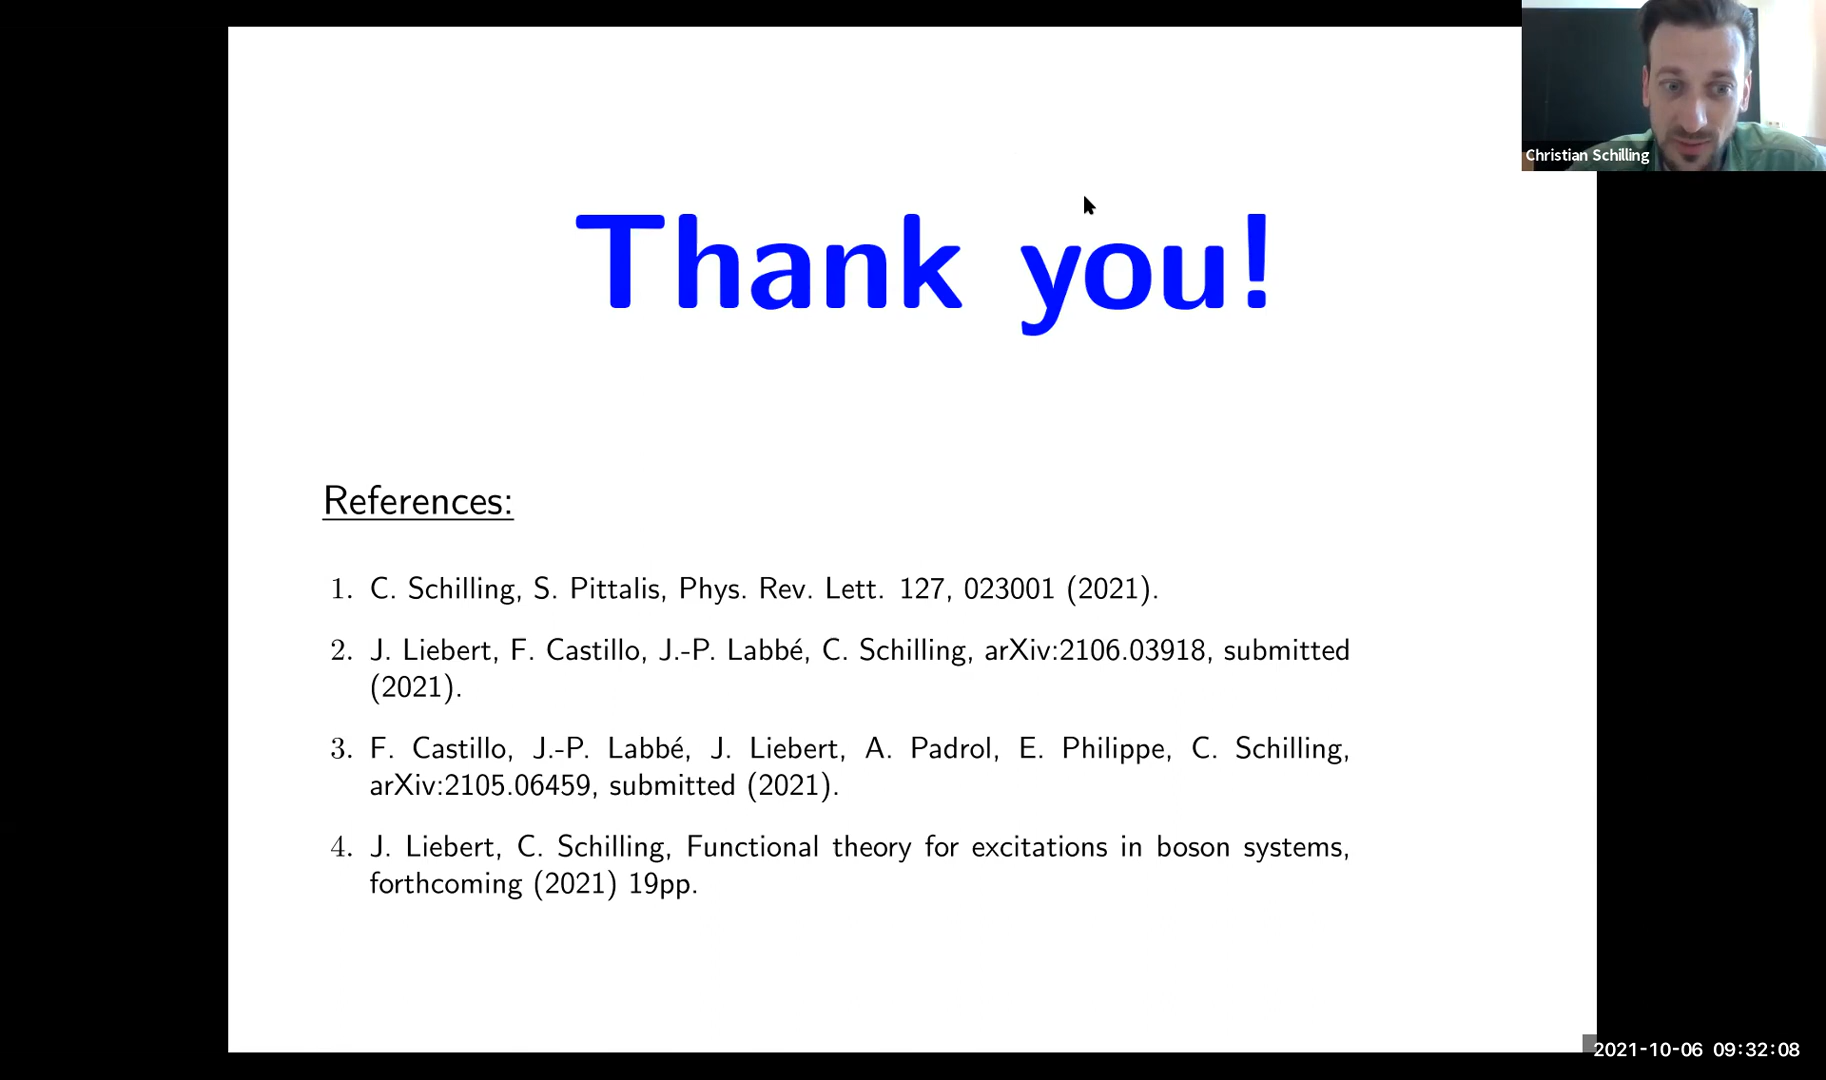 Christian Schilling
Thank you!
References:
1. C. Schilling, S. Pittalis, Phys. Rev. Lett. 127, 023001 (2021).
2. J. Liebert, F. Castillo, J.-P. Labbé, C. Schilling, arXiv:2106.03918, submitted
(2021).
3. F. Castillo, J.-P. Labbé, J. Liebert, A. Padrol, E. Philippe, C. Schilling,
arXiv:2105.06459, submitted (2021).
4. J. Liebert, C. Schilling, Functional theory for excitations in boson systems,
forthcoming (2021) 19pp.
2021-10-06 09:32:08